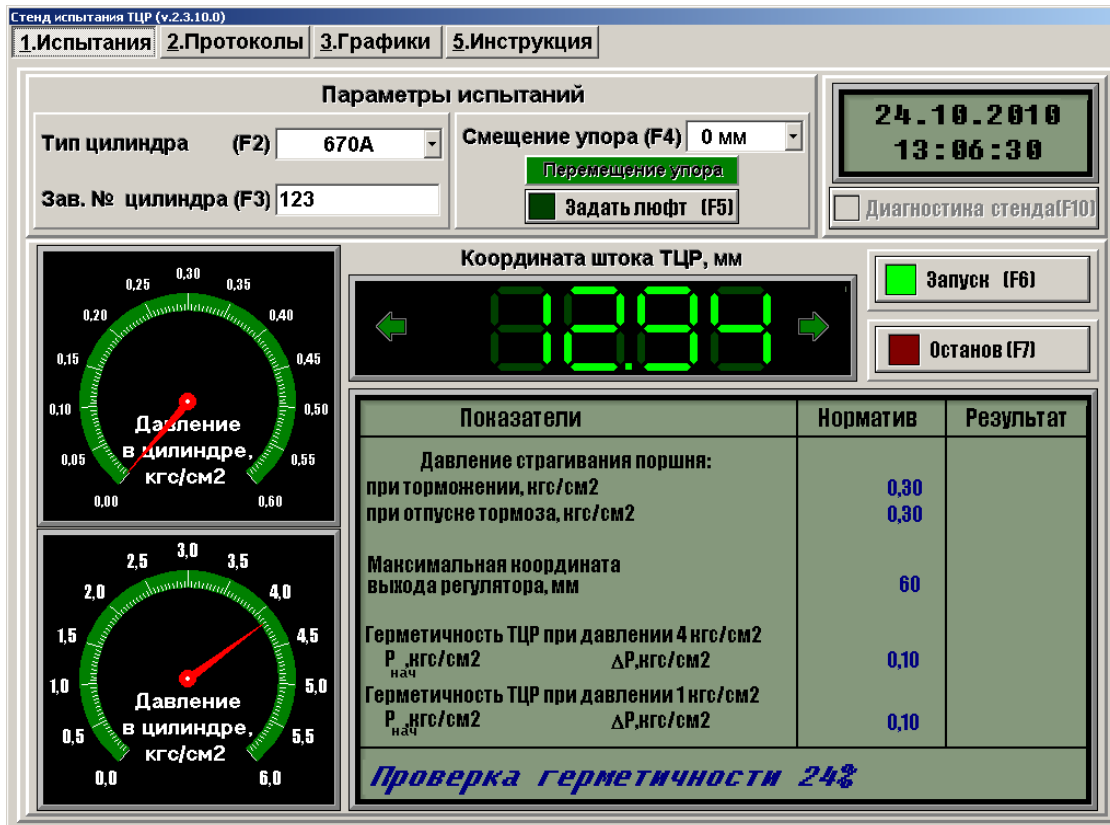 Стенд испытания ТЦР (v.2.3.10.0)
1.Испытания 2.Протоколы 3.Графики 5.Инструкция
Параметры испытаний
Тип цилиндра (F2) 670А
Зав. № цилиндра (F3) 123
Смещение упора (F4) 0 мм
Перемещение упора
Задать люфт (F5)
24.10.2010
13:06:30
Диагностика стенда(F10)
0,00
0,05
0,10
0,15
0,20
0,25
0,30
0,35
0,40
0,45
0,50
0,55
0,60
Давление
в цилиндре,
кгс/см2
Координата штока ТЦР, мм
12.94
Запуск (F6)
Останов (F7)
0,0
0,5
1,0
1,5
2,0
2,5
3,0
3,5
4,0
4,5
5,0
5,5
6,0
Давление
в цилиндре,
кгс/см2
Показатели Норматив Результат
Давление страгивания поршня:
при торможении, кгс/см2 0,30
при отпуске тормоза, кгс/см2 0,30
Максимальная координата
выхода регулятора, мм 60
Герметичность ТЦР при давлении 4 кгс/см2
Pнач,кгс/см2 ΔP,кгс/см2 0,10
Герметичность ТЦР при давлении 1 кгс/см2
Pнач,кгс/см2 ΔP,кгс/см2 0,10
Проверка герметичности 24%